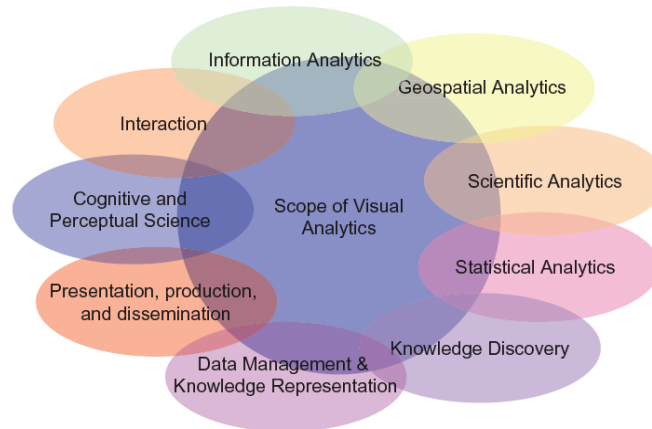 Information Analytics
Geospatial Analytics
Interaction
Scientific Analytics
Cognitive and
Perceptual Science
Scope of Visual
Analytics
Statistical Analytics
Presentation, production,
and dissemination
Knowledge Discovery
Data Management &
Knowledge Representation